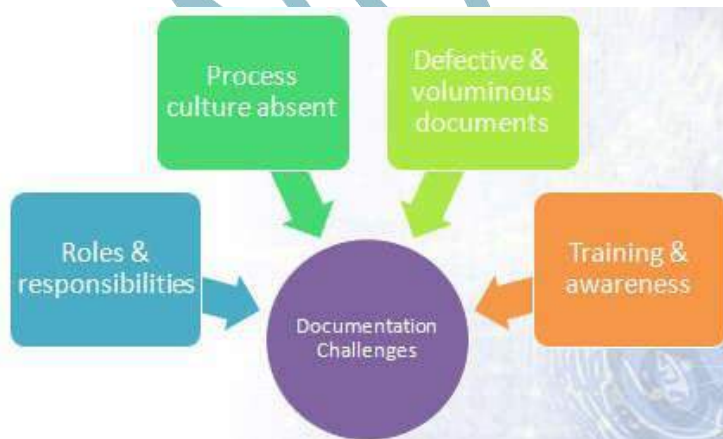 Process
culture absent
Defective &
voluminous
documents
Roles &
responsibilities
Training &
awareness
Documentation
Challenges